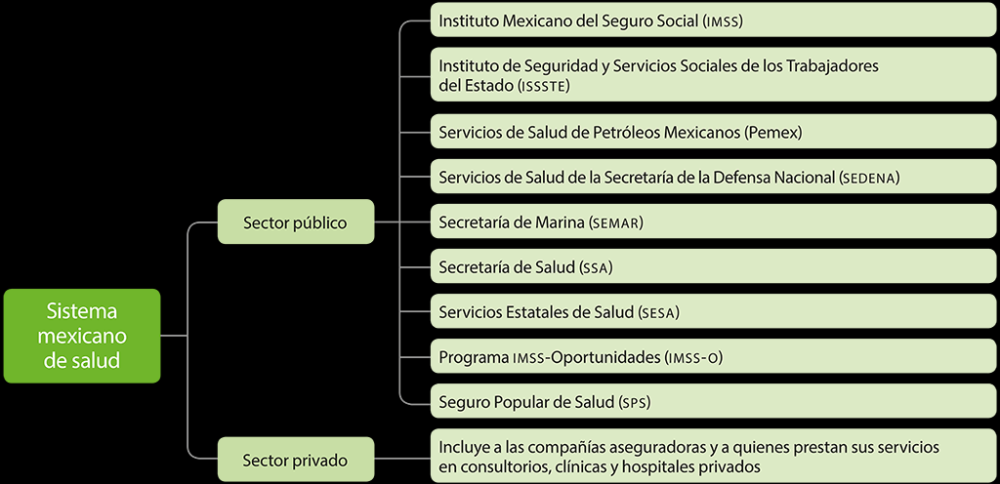 Instituto Mexicano del Seguro Social (IMSS)
Instituto de Seguridad y Servicios Sociales de los Trabajadores
del Estado (ISSSTE)
Servicios de Salud de Petróleos Mexicanos (Pemex)
Servicios de Salud de la Secretaría de la Defensa Nacional (SEDENA)
Sector público
Secretaría de Marina (SEMAR)
Secretaría de Salud (SSA)
Servicios Estatales de Salud (SESA)
Sistema
mexicano
de salud
Programa IMSS-Oportunidades (IMSS-O)
Seguro Popular de Salud (SPS)
Sector privado
Incluye a las compañías aseguradoras y a quienes prestan sus servicios
en consultorios, clínicas y hospitales privados